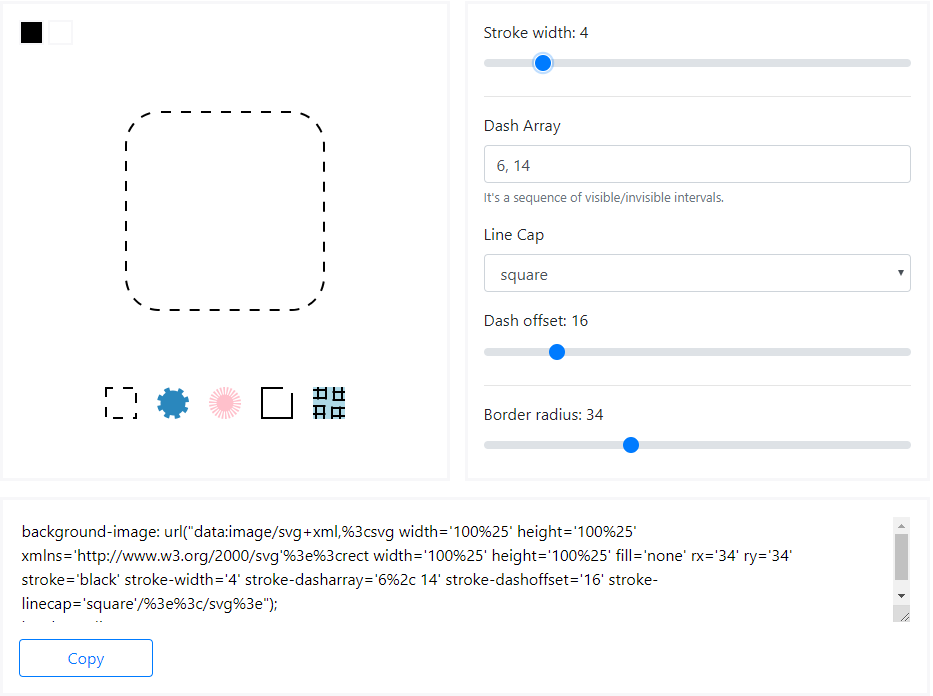 Stroke width: 4
Dash Array
6, 14
It's a sequence of visible/invisible intervals.
Line Cap
square
Dash offset: 16
Border radius: 34
background-image: url("data:image/svg+xml,%3csvg width='100%25' height='100%25'
xmlns='http://www.w3.org/2000/svg'%3e%3crect width='100%25' height='100%25' fill='none' rx='34' ry='34'
stroke='black' stroke-width='4' stroke-dasharray='6%2c 14' stroke-dashoffset='16' stroke-
linecap='square'/%3e%3c/svg%3e");
Copy